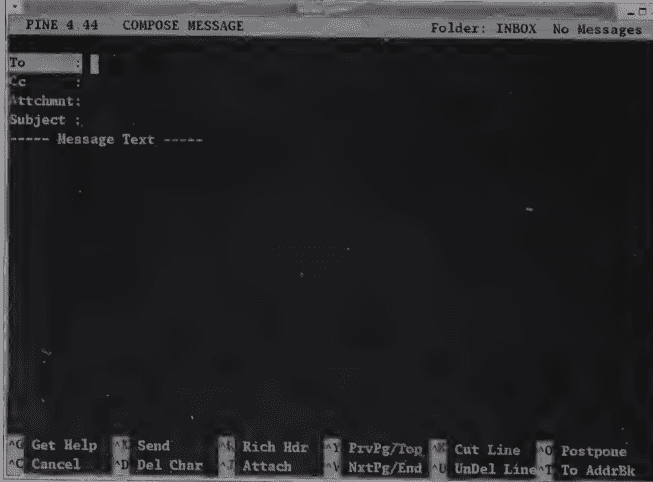 PINE 4.44 COMPOSE MESSAGE Folder: INBOX No Messages
To :
Cc :
Attchmnt:
Subject :
----- Message Text -----
^G Get Help ^X Send ^R Rich Hdr ^Y PrvPg/Top ^K Cut Line ^O Postpone
^C Cancel ^D Del Char ^J Attach ^V NxtPg/End ^U UnDel Line ^T To AddrBk